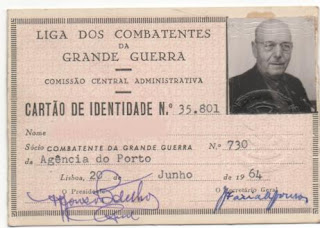 LIGA DOS COMBATENTES
DA
GRANDE GUERRA
COMISSÃO CENTRAL ADMINISTRATIVA
CARTÃO DE IDENTIDADE N.º 35.801
Nome
Sócio COMBATENTE DA GRANDE GUERRA N.º 730
da Agência do Porto
Lisboa, 20 de Junho de 1964
O Presidente, O Secretário Geral